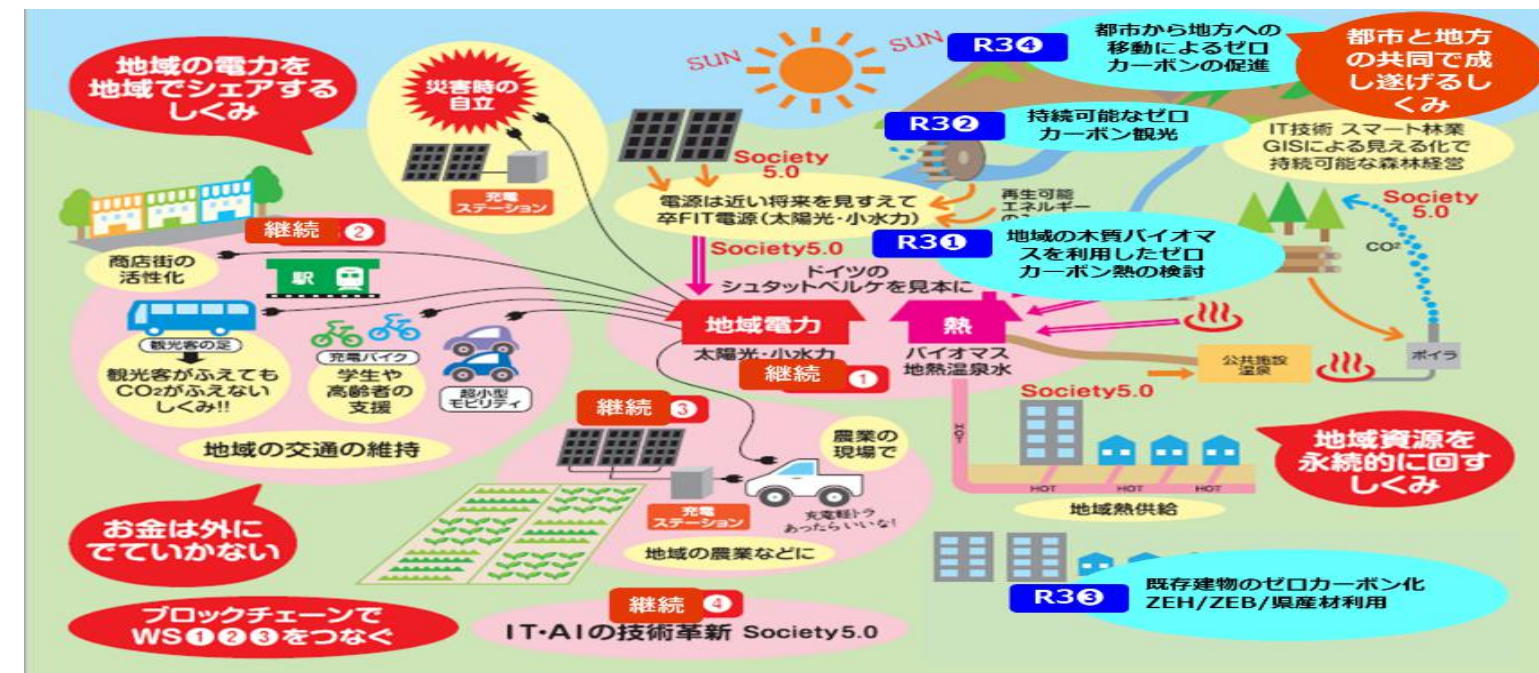 地域の電力を
地域でシェアする
しくみ
災害時の
自立
充電
ステーション
SUN
SUN
R3❹
都市から地方への
移動によるゼロ
カーボンの促進
都市と地方
の共同で成
し遂げるし
くみ
R3❷
持続可能なゼロ
カーボン観光
IT技術 スマート林業
GISによる見える化で
持続可能な森林経営
Society
5.0
電源は近い将来を見すえて
卒FIT電源(太陽光・小水力)
再生可能
エネルギー
Society
5.0
CO²
Society5.0
R3❶
地域の木質バイオマ
スを利用したゼロ
カーボン熱の検討
継続 ❷
商店街の
活性化
駅
観光客の足
観光客がふえても
CO₂がふえない
しくみ!!
充電バイク
学生や
高齢者の
支援
超小型
モビリティ
地域の交通の維持
ドイツの
シュタットベルケを見本に
地域電力
太陽光・小水力
熱
バイオマス
地熱温泉水
継続 ❶
公共施設
温泉
ボイラ
Society5.0
HOT
HOT
HOT
HOT
地域熱供給
地域資源を
永続的に回す
しくみ
継続 ❸
農業の
現場で
充電
ステーション
充電軽トラ
あったらいいな!
地域の農業などに
お金は外に
でていかない
ブロックチェーンで
WS❶❷❸をつなぐ
継続 ❹
IT・AIの技術革新 Society5.0
R3❸
既存建物のゼロカーボン化
ZEH/ZEB/県産材利用